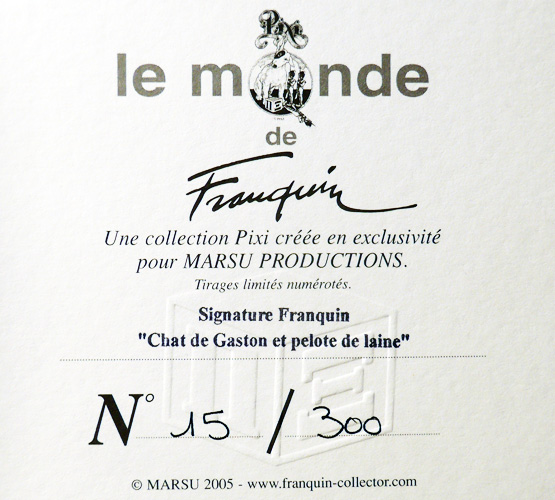 Pixi
le monde
de
Franquin
Une collection Pixi créée en exclusivité
pour MARSU PRODUCTIONS.
Tirages limités numérotés.
Signature Franquin
"Chat de Gaston et pelote de laine"
N° 15 / 300
© MARSU 2005 - www.franquin-collector.com